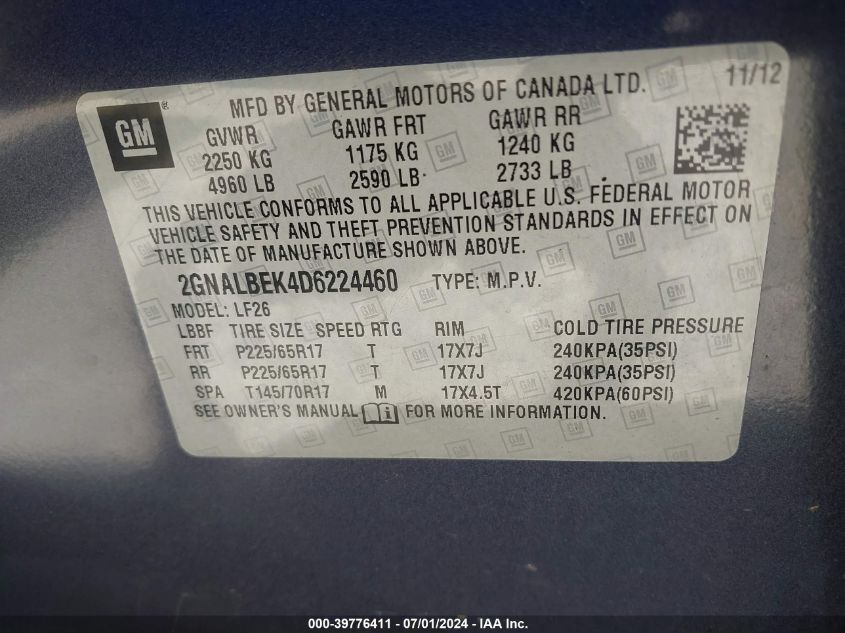 GM ® MFD BY GENERAL MOTORS OF CANADA LTD. 11/12
GVWR GAWR FRT GAWR RR
2250 KG 1175 KG 1240 KG
4960 LB 2590 LB 2733 LB
THIS VEHICLE CONFORMS TO ALL APPLICABLE U.S. FEDERAL MOTOR
VEHICLE SAFETY AND THEFT PREVENTION STANDARDS IN EFFECT ON
THE DATE OF MANUFACTURE SHOWN ABOVE.
2GNALBEK4D6224460 TYPE: M.P.V.
MODEL: LF26
LBBF TIRE SIZE SPEED RTG RIM COLD TIRE PRESSURE
FRT P225/65R17 T 17X7J 240KPA(35PSI)
RR P225/65R17 T 17X7J 240KPA(35PSI)
SPA T145/70R17 M 17X4.5T 420KPA(60PSI)
SEE OWNER'S MANUAL FOR MORE INFORMATION.
000-39776411 - 07/01/2024 - IAA Inc.